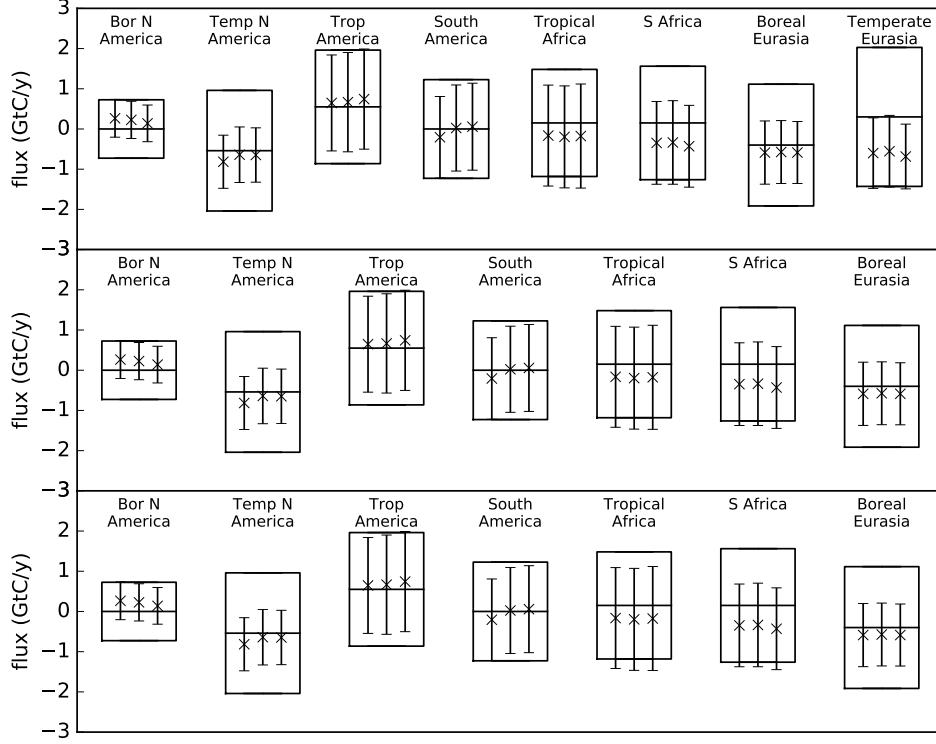 3
2
1
0
−1
−2
−3
flux (GtC/y)
Bor N
America
Temp N
America
Trop
America
South
America
Tropical
Africa
S Africa
Boreal
Eurasia
Temperate
Eurasia
2
1
0
−1
−2
−3
flux (GtC/y)
Bor N
America
Temp N
America
Trop
America
South
America
Tropical
Africa
S Africa
Boreal
Eurasia
2
1
0
−1
−2
−3
flux (GtC/y)
Bor N
America
Temp N
America
Trop
America
South
America
Tropical
Africa
S Africa
Boreal
Eurasia